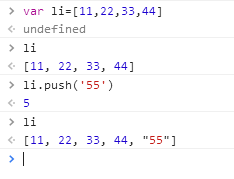 > var li=[11,22,33,44]
< undefined
> li
< [11, 22, 33, 44]
> li.push('55')
< 5
> li
< [11, 22, 33, 44, "55"]
>